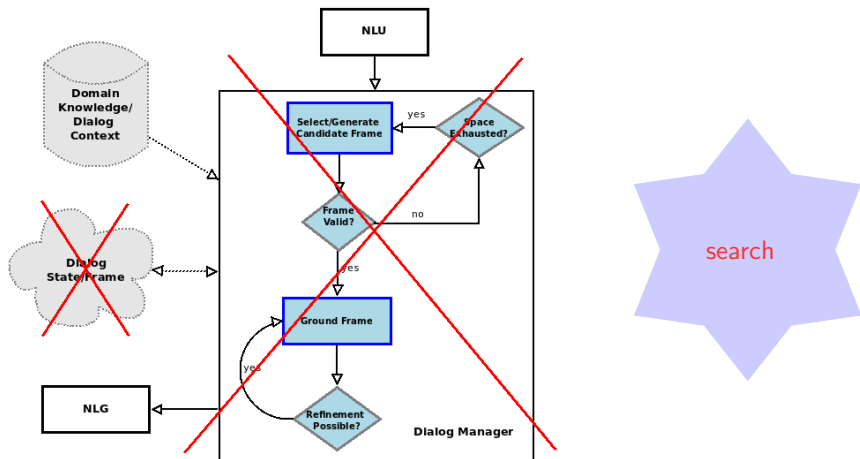 NLU
Domain
Knowledge/
Dialog
Context
Select/Generate
Candidate Frame
yes
Space
Exhausted?
Frame
Valid?
no
Dialog
State/Frame
yes
Ground Frame
yes
NLG
Refinement
Possible?
Dialog Manager
search